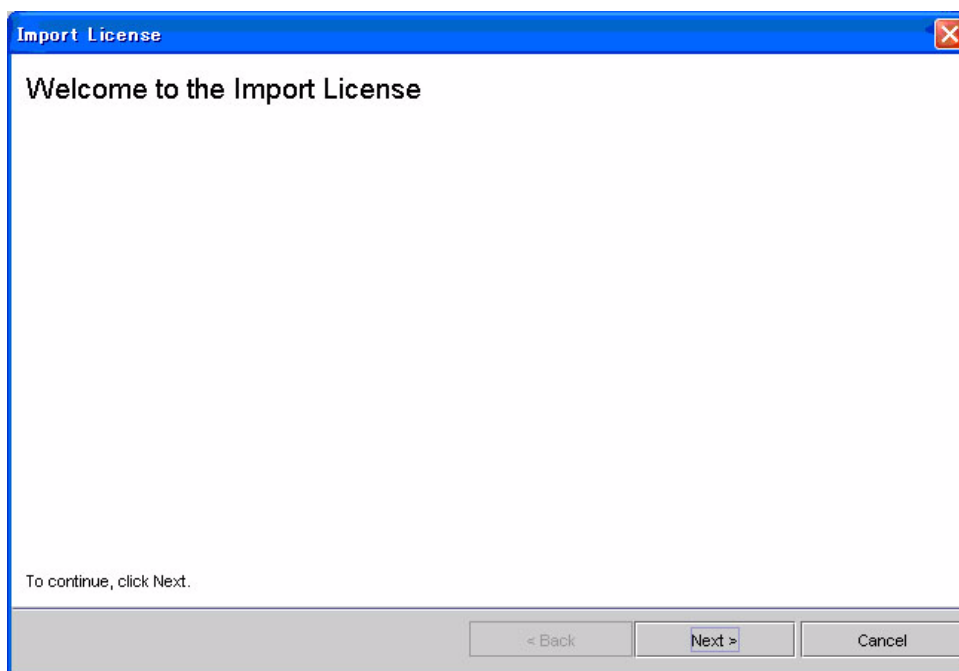 Import License
Welcome to the Import License
To continue, click Next.
< Back
Next >
Cancel